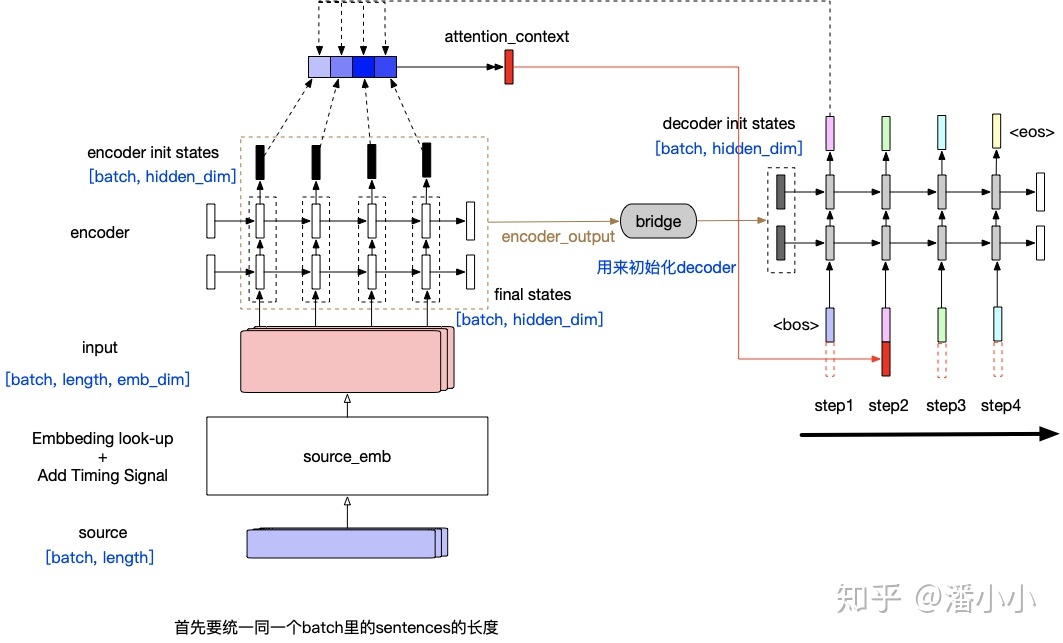 attention_context
decoder init states
[batch, hidden_dim]
<eos>
encoder init states
[batch, hidden_dim]
encoder
encoder_output
bridge
用来初始化decoder
final states
[batch, hidden_dim]
<bos>
input
[batch, length, emb_dim]
step1 step2 step3 step4
Embbeding look-up
+
Add Timing Signal
source_emb
source
[batch, length]
知乎 @潘小小
首先要统一同一个batch里的sentences的长度